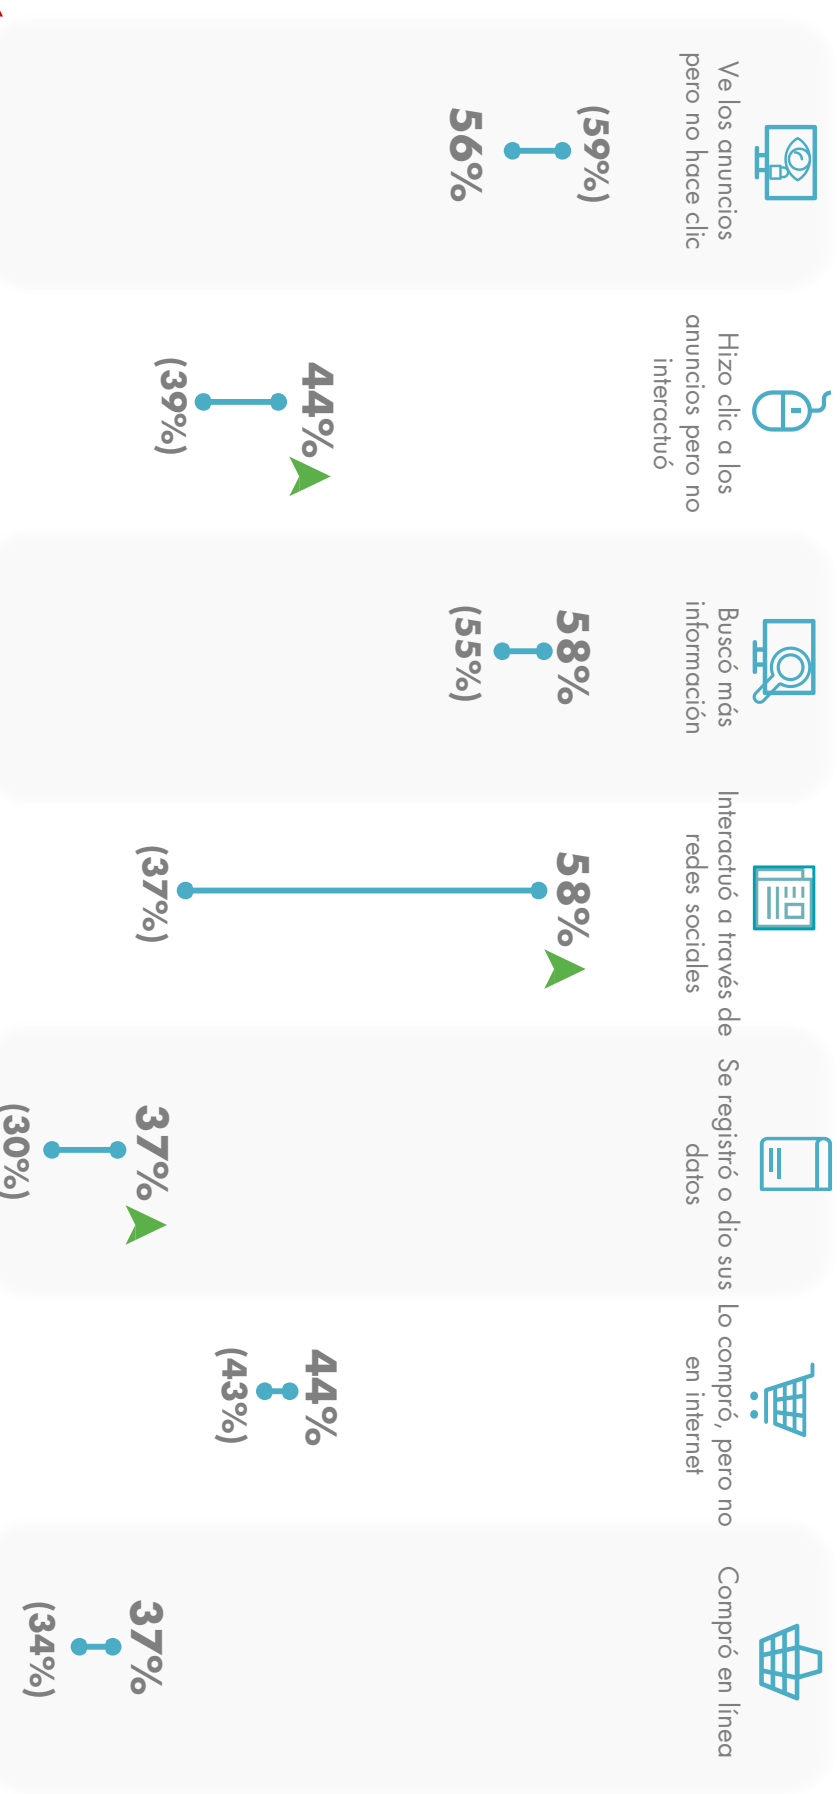 Ve los anuncios
pero no hace clic
(59%)
56%
Hizo clic a los
anuncios pero no
interactuó
44%
(39%)
Buscó más
información
58%
(55%)
Interactuó a través de
redes sociales
58%
(37%)
Se registró o dio sus
datos
37%
(30%)
Lo compró, pero no
en internet
44%
(43%)
Compró en línea
37%
(34%)